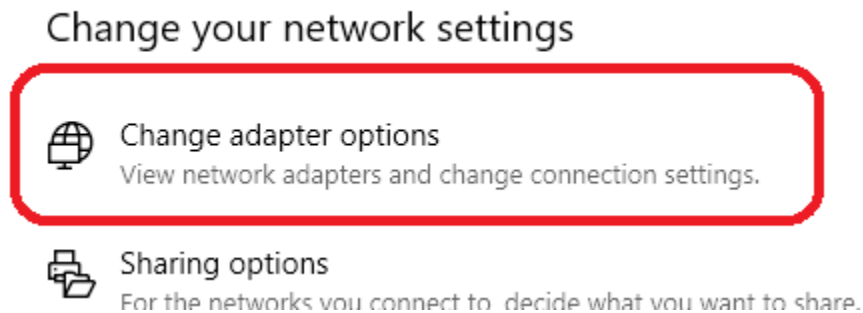 Change your network settings
Change adapter options
View network adapters and change connection settings.
Sharing options
For the networks you connect to, decide what you want to share.